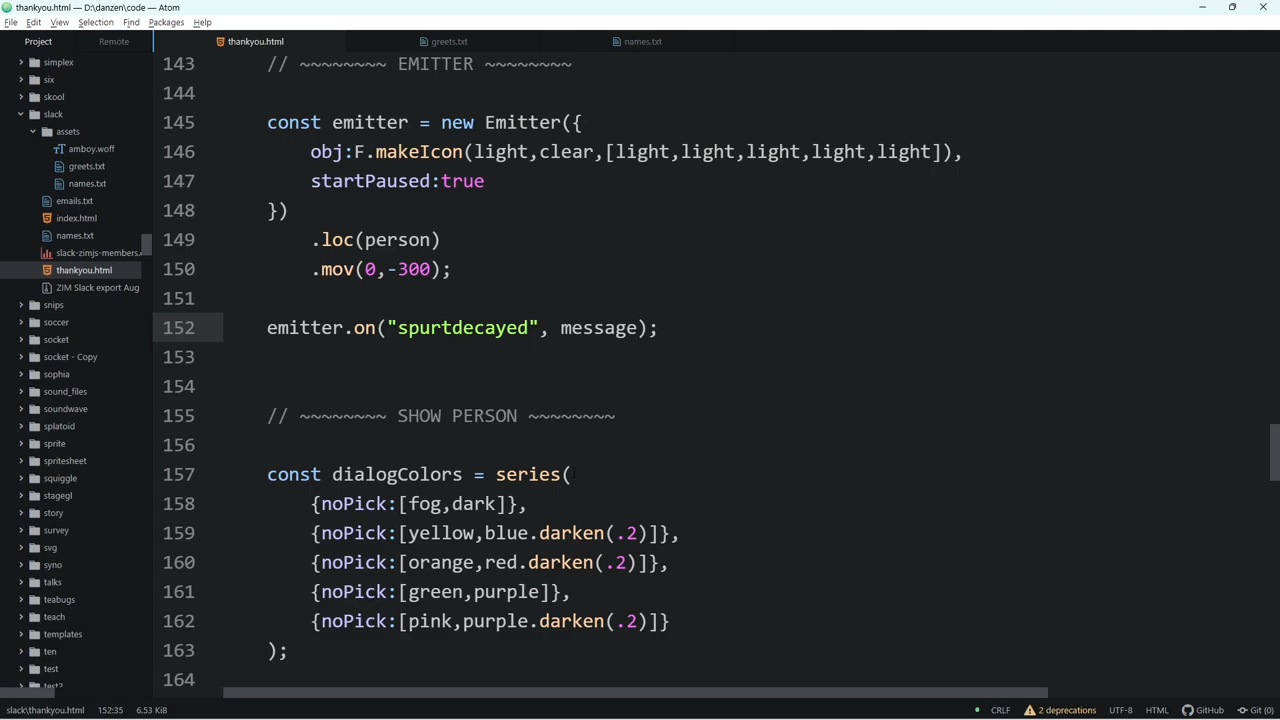 thankyou.html — D:\danzen\code — Atom
File Edit View Selection Find Packages Help
Project Remote thankyou.html greets.txt names.txt
simplex
six
skool
slack
assets
amboy.woff
greets.txt
names.txt
emails.txt
index.html
names.txt
slack-zimjs-members.
thankyou.html
ZIM Slack export Aug
snips
soccer
socket
socket - Copy
sophia
sound_files
soundwave
splatoid
sprite
spritesheet
squiggle
stagegl
story
survey
svg
syno
talks
teabugs
teach
templates
ten
test
test2
143 // ~~~~~~~~ EMITTER ~~~~~~~~
144
145 const emitter = new Emitter({
146 obj:F.makeIcon(light,clear,[light,light,light,light,light]),
147 startPaused:true
148 })
149 .loc(person)
150 .mov(0,-300);
151
152 emitter.on("spurtdecayed", message);
153
154
155 // ~~~~~~~~ SHOW PERSON ~~~~~~~~
156
157 const dialogColors = series(
158 {noPick:[fog,dark]},
159 {noPick:[yellow,blue.darken(.2)]},
160 {noPick:[orange,red.darken(.2)]},
161 {noPick:[green,purple]},
162 {noPick:[pink,purple.darken(.2)]}
163 );
164
slack\thankyou.html 152:35 6.53 KiB CRLF 2 deprecations UTF-8 HTML GitHub Git (0)